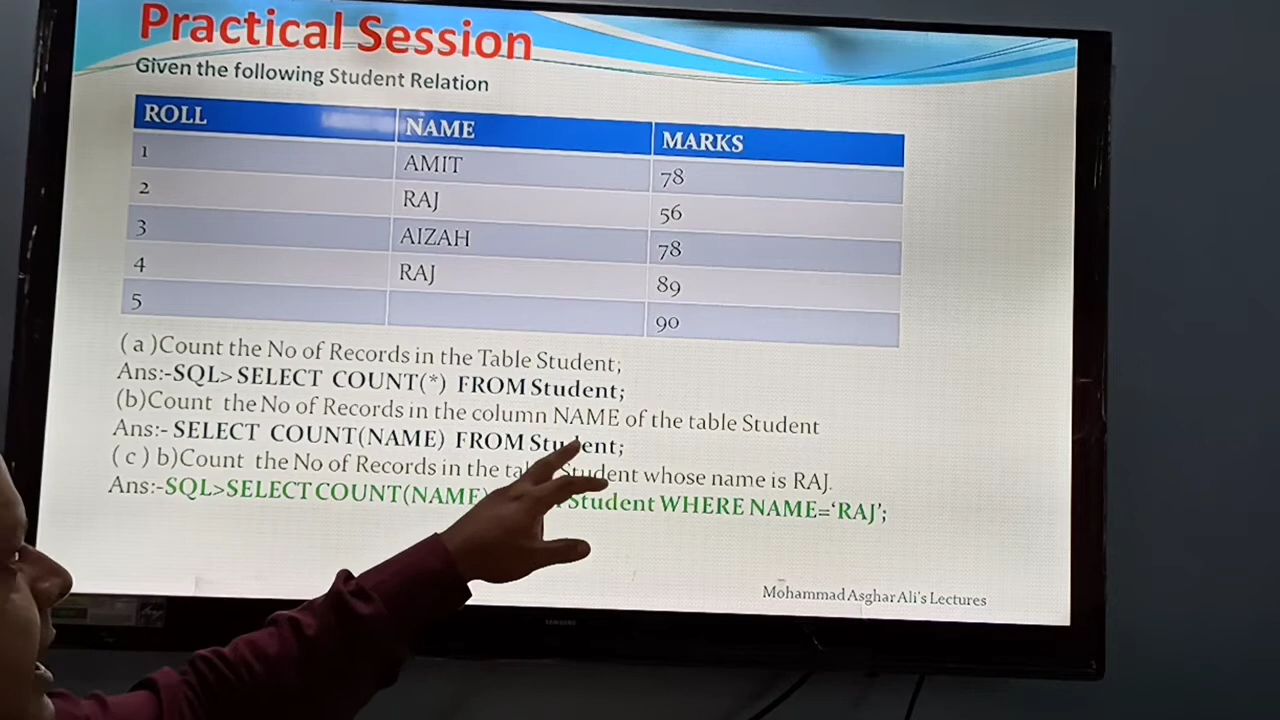 Practical Session
Given the following Student Relation
ROLL NAME MARKS
1 AMIT 78
2 RAJ 56
3 AIZAH 78
4 RAJ 89
5 90
( a )Count the No of Records in the Table Student;
Ans:-SQL> SELECT COUNT(*) FROM Student;
(b)Count the No of Records in the column NAME of the table Student
Ans:- SELECT COUNT(NAME) FROM Student;
( c ) b)Count the No of Records in the Student whose name is RAJ.
Ans:-SQL>SELECT COUNT(NAME) Student WHERE NAME=‘RAJ’;
Mohammad Asghar Ali's Lectures
SAMSUNG